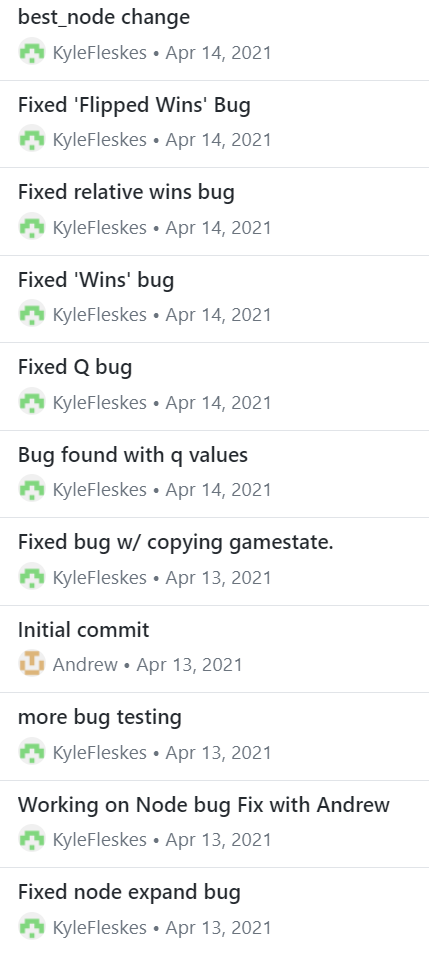 best_node change
KyleFleskes • Apr 14, 2021
Fixed 'Flipped Wins' Bug
KyleFleskes • Apr 14, 2021
Fixed relative wins bug
KyleFleskes • Apr 14, 2021
Fixed 'Wins' bug
KyleFleskes • Apr 14, 2021
Fixed Q bug
KyleFleskes • Apr 14, 2021
Bug found with q values
KyleFleskes • Apr 14, 2021
Fixed bug w/ copying gamestate.
KyleFleskes • Apr 13, 2021
Initial commit
Andrew • Apr 13, 2021
more bug testing
KyleFleskes • Apr 13, 2021
Working on Node bug Fix with Andrew
KyleFleskes • Apr 13, 2021
Fixed node expand bug
KyleFleskes • Apr 13, 2021